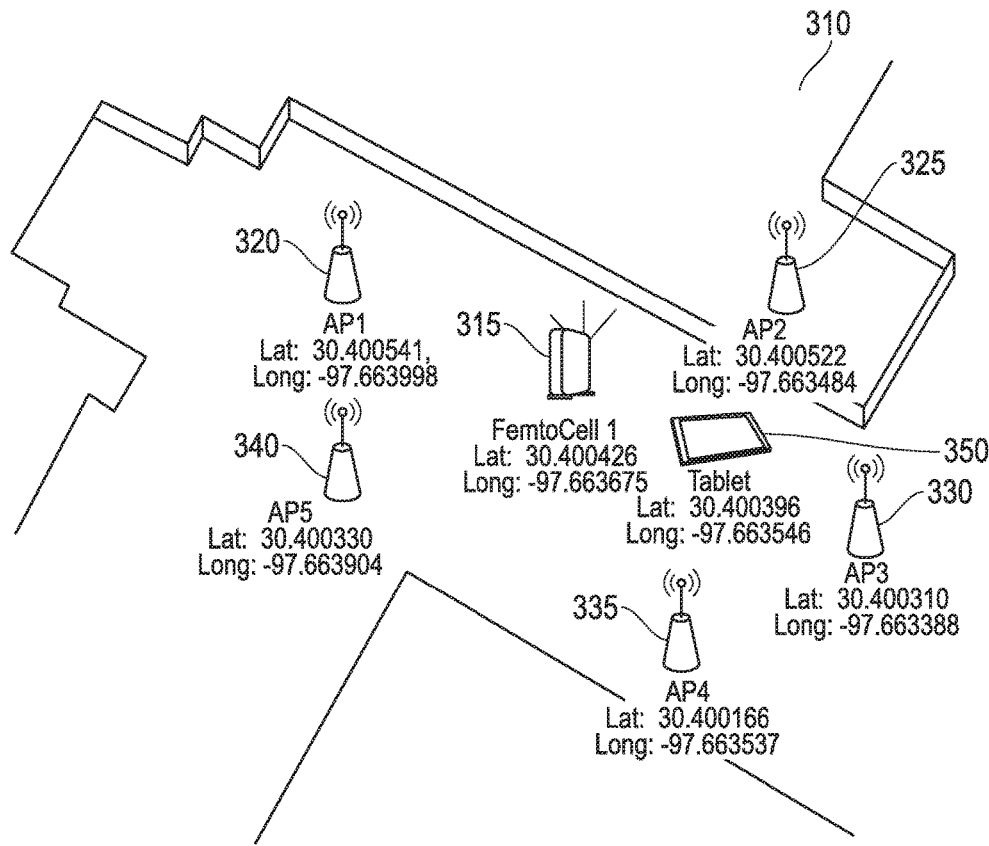 310
325
320
AP1
Lat: 30.400541,
Long: -97.663998
315
AP2
Lat: 30.400522
Long: -97.663484
340
AP5
Lat: 30.400330
Long: -97.663904
FemtoCell 1
Lat: 30.400426
Long: -97.663675
350
Tablet
Lat: 30.400396
Long: -97.663546
330
AP3
Lat: 30.400310
Long: -97.663388
335
AP4
Lat: 30.400166
Long: -97.663537